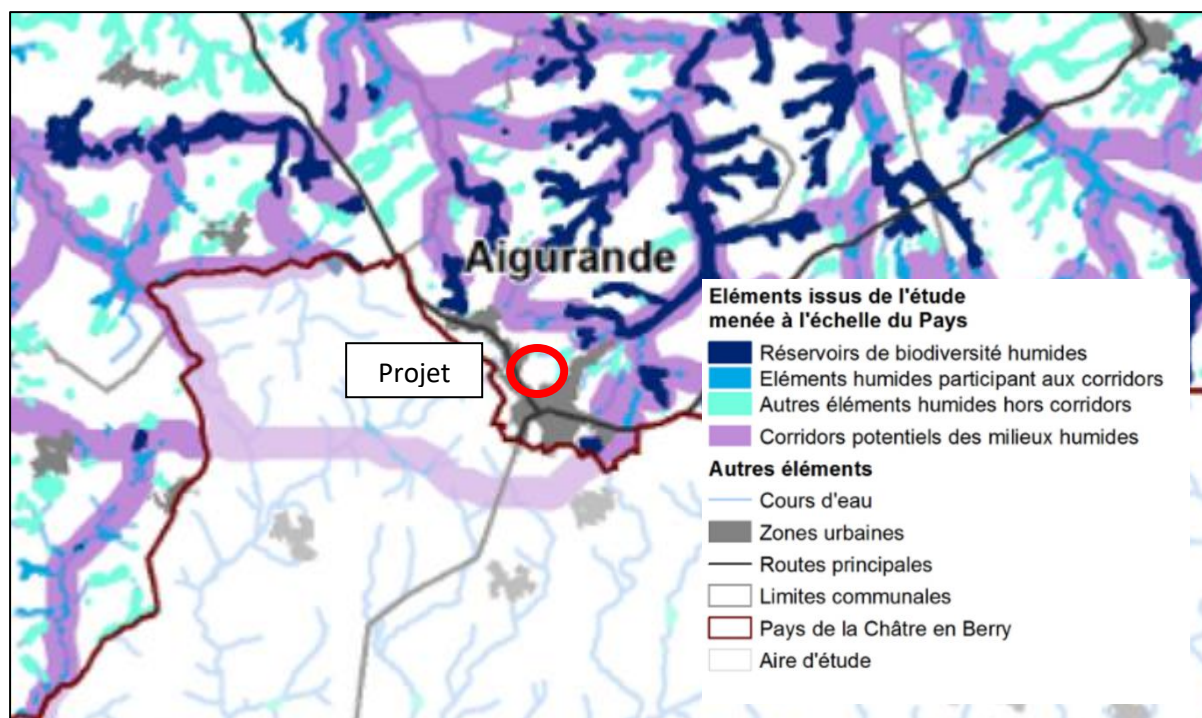 Aigurande
Projet
Eléments issus de l'étude
menée à l'échelle du Pays
Réservoirs de biodiversité humides
Eléments humides participant aux corridors
Autres éléments humides hors corridors
Corridors potentiels des milieux humides
Autres éléments
Cours d'eau
Zones urbaines
Routes principales
Limites communales
Pays de la Châtre en Berry
Aire d'étude